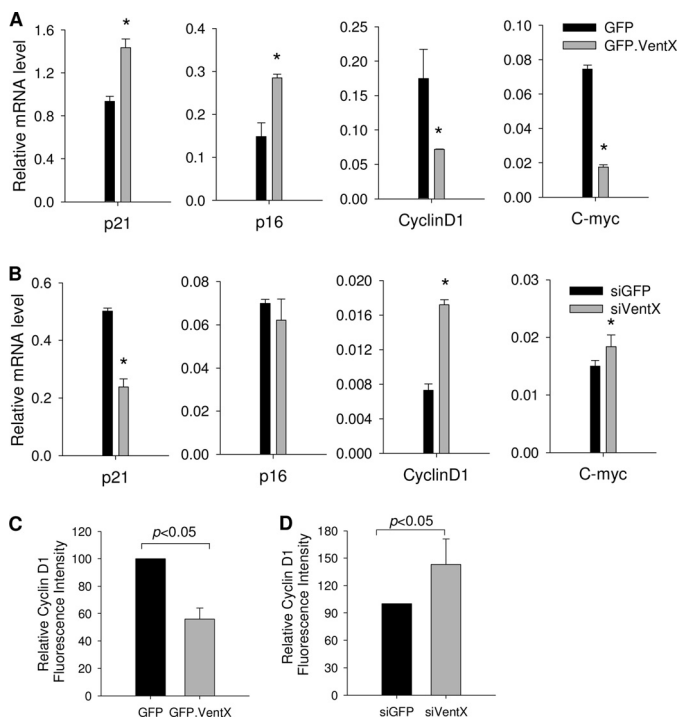 A
Relative mRNA level
1.6
1.2
0.8
0.4
0.0
p21
0.4
0.3
0.2
0.1
0.0
p16
0.25
0.20
0.15
0.10
0.05
0.00
CyclinD1
0.10
0.08
0.06
0.04
0.02
0.00
C-myc
GFP
GFP.VentX
*
*
*
*
B
Relative mRNA level
0.6
0.4
0.2
0.0
p21
0.08
0.06
0.04
0.02
0.00
p16
0.020
0.016
0.012
0.008
0.004
0.000
CyclinD1
0.03
0.02
0.01
0.00
C-myc
siGFP
siVentX
*
*
*
C
Relative Cyclin D1
Fluorescence Intensity
120
100
80
60
40
20
0
p<0.05
GFP GFP.VentX
D
Relative Cyclin D1
Fluorescence Intensity
180
150
120
90
60
30
0
p<0.05
siGFP siVentX